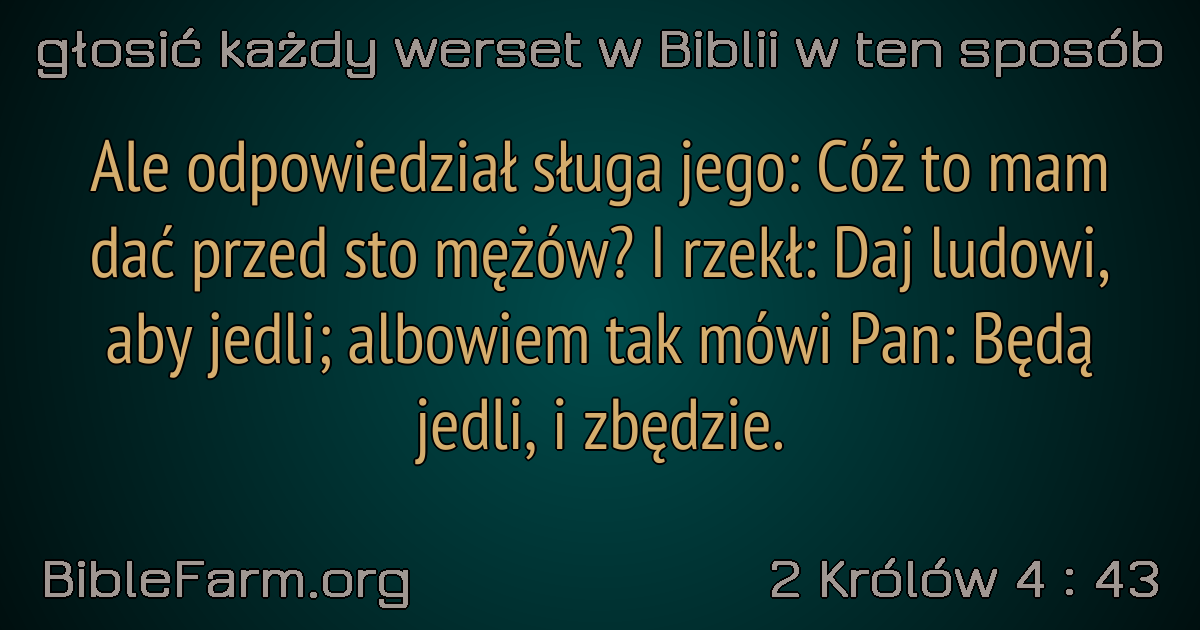 głosić każdy werset w Biblii w ten sposób
Ale odpowiedział sługa jego: Cóż to mam
dać przed sto mężów? I rzekł: Daj ludowi,
aby jedli; albowiem tak mówi Pan: Będą
jedli, i zbędzie.
BibleFarm.org
2 Królów 4 : 43